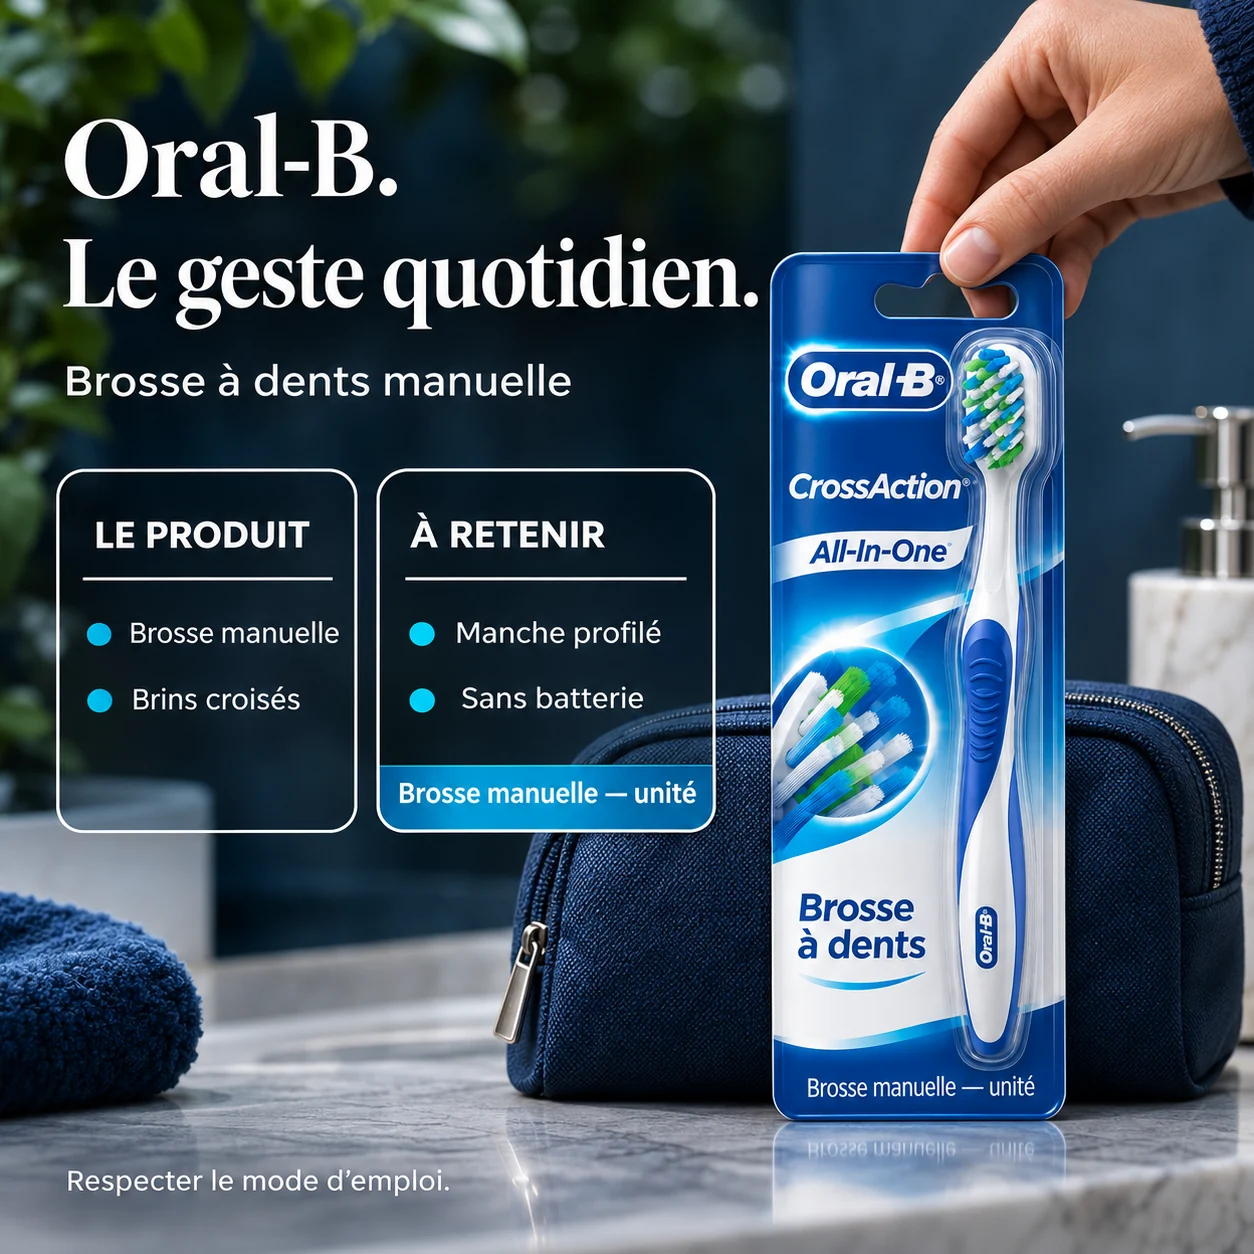 Oral-B.
Le geste quotidien.
Brosse à dents manuelle
LE PRODUIT
Brosse manuelle
Brins croisés
À RETENIR
Manche profilé
Sans batterie
Brosse manuelle — unité
Oral-B®
CrossAction®
All-In-One
Brosse
à dents
Oral-B®
Brosse manuelle — unité
Respecter le mode d’emploi.